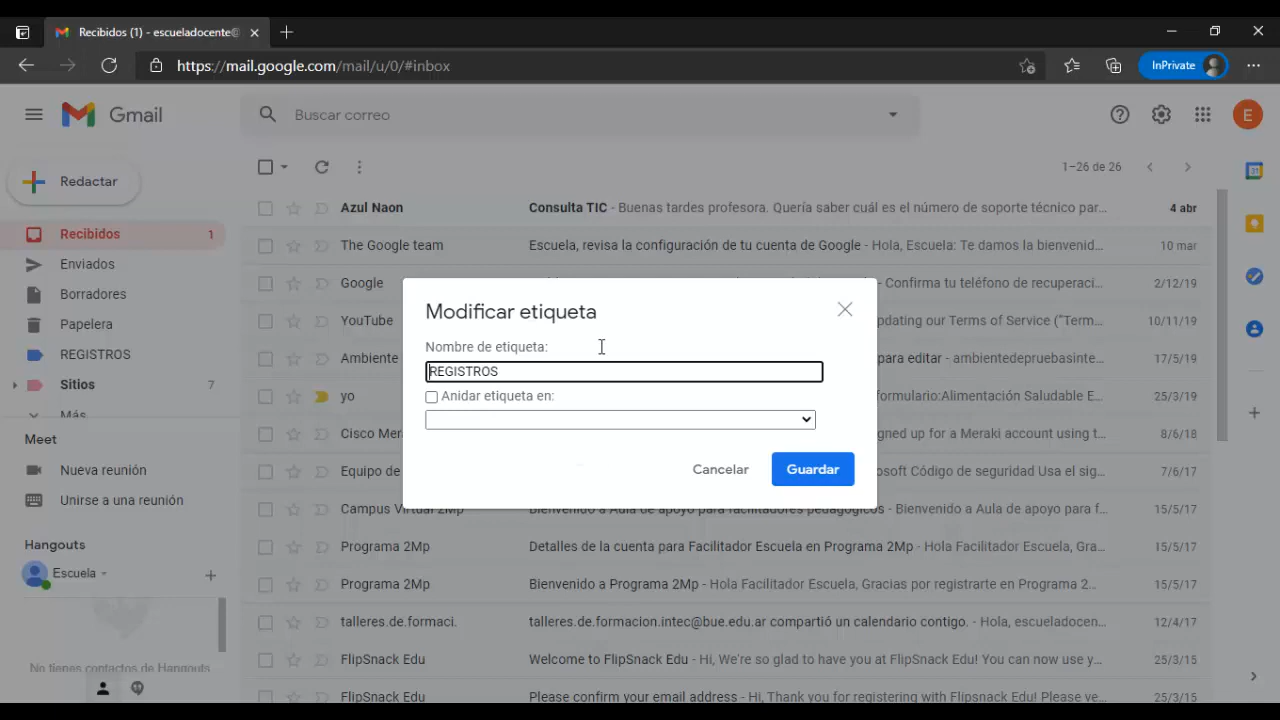 Recibidos (1) - escueladocente@
https://mail.google.com/mail/u/0/#inbox
InPrivate
Gmail
Buscar correo
E
Redactar
1–26 de 26
Recibidos 1
Enviados
Borradores
Papelera
REGISTROS
Sitios 7
Más
Meet
Nueva reunión
Unirse a una reunión
Hangouts
Escuela
No tienes contactos de Hangouts
Azul Naon Consulta TIC - Buenas tardes profesora. Quería saber cuál es el número de soporte técnico par... 4 abr
The Google team Escuela, revisa la configuración de tu cuenta de Google - Hola, Escuela: Te damos la bienvenid... 10 mar
Google - Confirma tu teléfono de recuperaci... 2/12/19
YouTube pdating our Terms of Service ("Term... 10/11/19
Ambiente para editar - ambientedepruebasinte... 17/5/19
yo formulario:Alimentación Saludable E... 25/3/19
Cisco Mera gned up for a Meraki account using t... 8/6/18
Equipo de osoft Código de seguridad Usa el sig... 7/6/17
Campus Virtual 2Mp Bienvenido a Aula de apoyo para facilitadores pedagógicos - Bienvenido a Aula de apoyo para f... 15/5/17
Programa 2Mp Detalles de la cuenta para Facilitador Escuela en Programa 2Mp - Hola Facilitador Escuela, Gra... 15/5/17
Programa 2Mp Bienvenido a Programa 2Mp - Hola Facilitador Escuela, Gracias por registrarte en Programa 2... 15/5/17
talleres.de.formaci. talleres.de.formacion.intec@bue.edu.ar compartió un calendario contigo. - Hola, escueladocen... 12/4/17
FlipSnack Edu Welcome to FlipSnack Edu - Hi, We're so glad to have you at FlipSnack Edu! You can now use y... 25/3/15
FlipSnack Edu Please confirm your email address - Hi, Thank you for registering with Flipsnack Edu! Please ve... 25/3/15
Modificar etiqueta
Nombre de etiqueta:
REGISTROS
Anidar etiqueta en:
Cancelar
Guardar
31